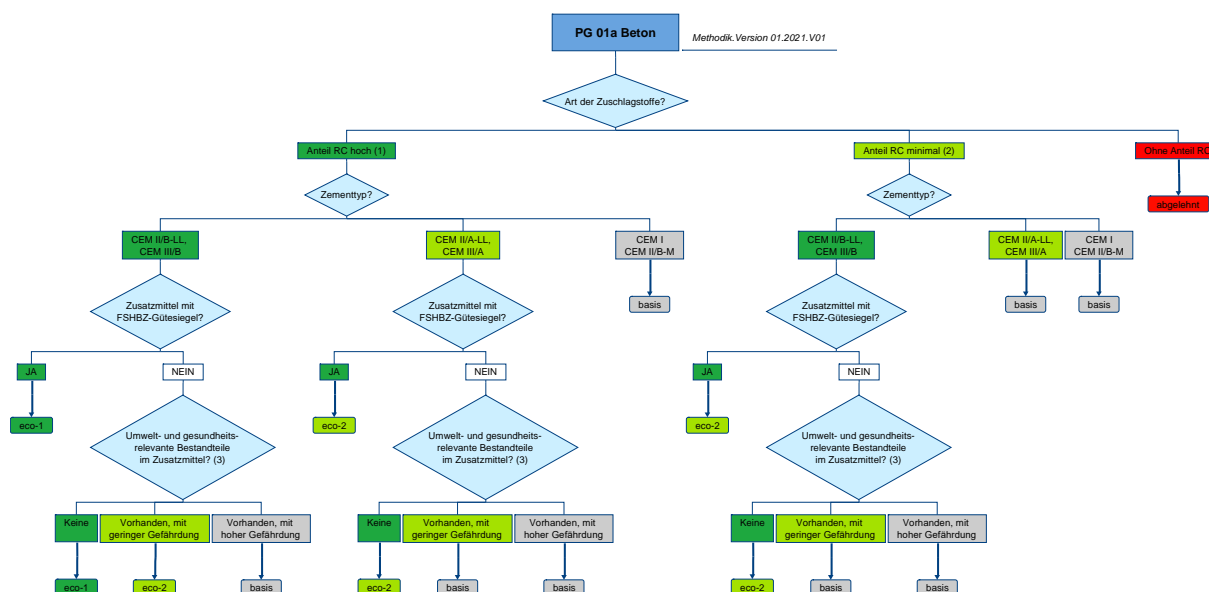 PG 01a Beton
Methodik.Version 01.2021.V01
Art der Zuschlagstoffe?
Anteil RC hoch (1)
Anteil RC minimal (2)
Ohne Anteil RC
Zementtyp?
Zementtyp?
abgelehnt
CEM II/B-LL,
CEM III/B
CEM II/A-LL,
CEM III/A
CEM I
CEM II/B-M
CEM II/B-LL,
CEM III/B
CEM II/A-LL,
CEM III/A
CEM I
CEM II/B-M
Zusatzmittel mit
FSHBZ-Gütesiegel?
Zusatzmittel mit
FSHBZ-Gütesiegel?
basis
Zusatzmittel mit
FSHBZ-Gütesiegel?
basis
basis
JA
NEIN
JA
NEIN
JA
NEIN
eco-1
eco-2
eco-2
Umwelt- und gesundheits-
relevante Bestandteile
im Zusatzmittel? (3)
Umwelt- und gesundheits-
relevante Bestandteile
im Zusatzmittel? (3)
Umwelt- und gesundheits-
relevante Bestandteile
im Zusatzmittel? (3)
Keine
Vorhanden, mit
geringer Gefährdung
Vorhanden, mit
hoher Gefährdung
Keine
Vorhanden, mit
geringer Gefährdung
Vorhanden, mit
hoher Gefährdung
Keine
Vorhanden, mit
geringer Gefährdung
Vorhanden, mit
hoher Gefährdung
eco-1
eco-2
basis
eco-2
basis
basis
eco-2
basis
basis